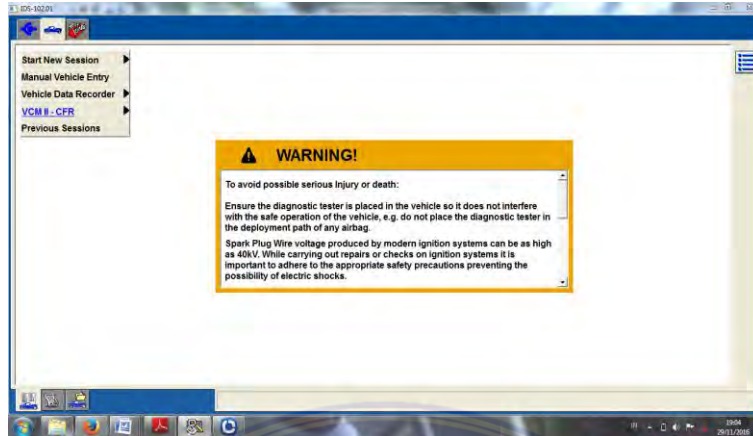 IDS-102.01
Start New Session
Manual Vehicle Entry
Vehicle Data Recorder
VCM II - CFR
Previous Sessions
WARNING!
To avoid possible serious Injury or death:
Ensure the diagnostic tester is placed in the vehicle so it does not interfere
with the safe operation of the vehicle, e.g. do not place the diagnostic tester in
the deployment path of any airbag.
Spark Plug Wire voltage produced by modern ignition systems can be as high
as 40kV. While carrying out repairs or checks on ignition systems it is
important to adhere to the appropriate safety precautions preventing the
possibility of electric shocks.
IN
19:04
29/11/2016